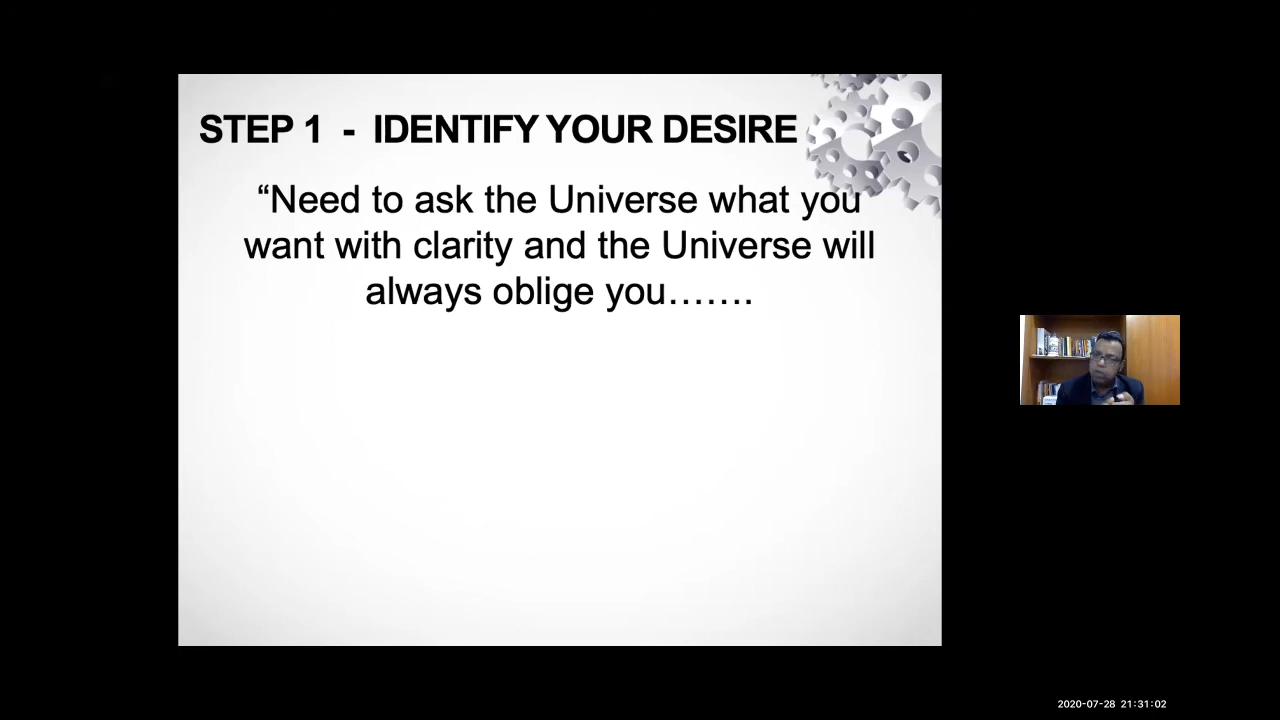 STEP 1 - IDENTIFY YOUR DESIRE
“Need to ask the Universe what you
want with clarity and the Universe will
always oblige you…….
2020-07-28 21:31:02